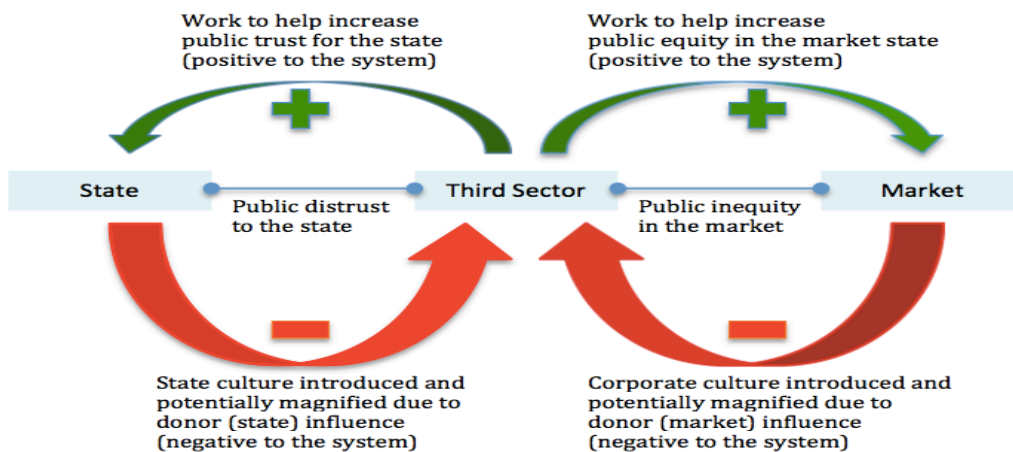 Work to help increase
public trust for the state
(positive to the system)
Work to help increase
public equity in the market state
(positive to the system)
State
Third Sector
Market
Public distrust
to the state
Public inequity
in the market
State culture introduced and
potentially magnified due to
donor (state) influence
(negative to the system)
Corporate culture introduced and
potentially magnified due to
donor (market) influence
(negative to the system)